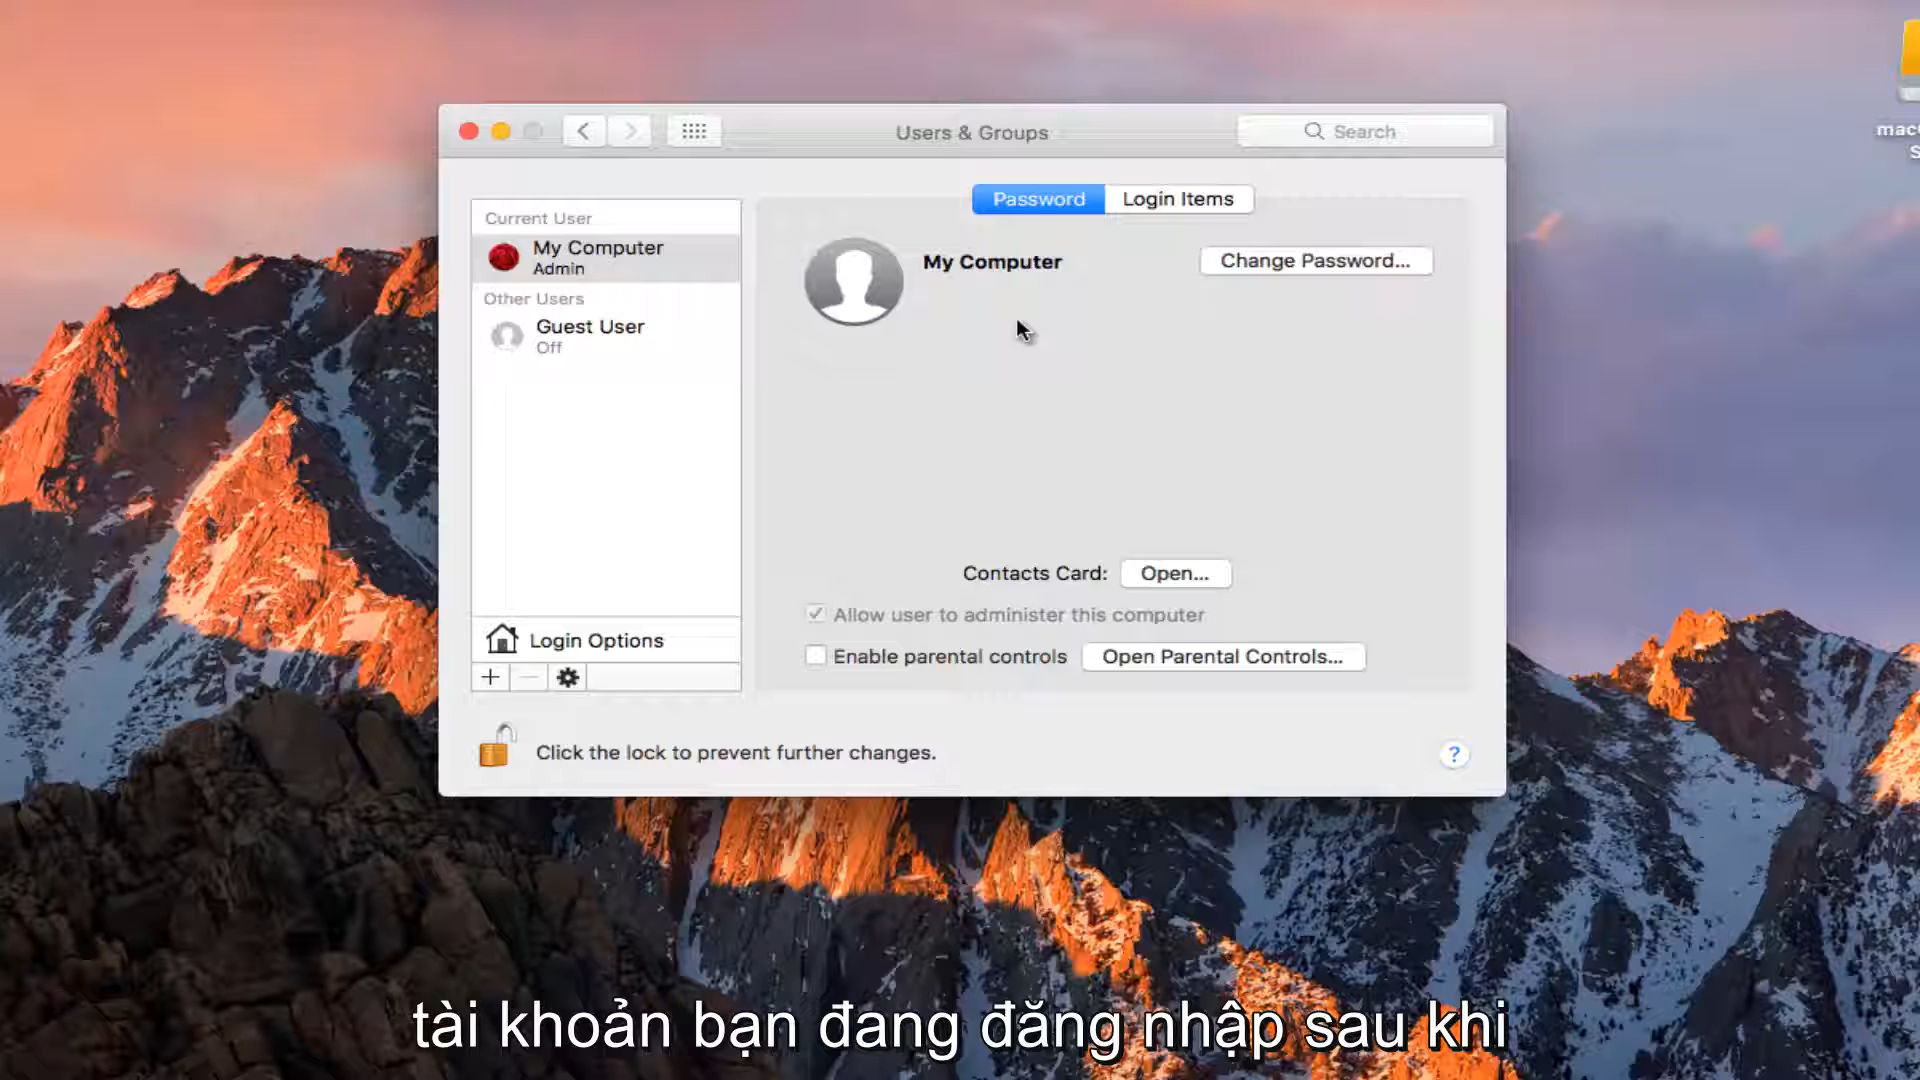 Users & Groups
Search
Password
Login Items
Current User
My Computer
Admin
Other Users
Guest User
Off
Login Options
My Computer
Change Password...
Contacts Card:
Open...
Allow user to administer this computer
Enable parental controls
Open Parental Controls...
Click the lock to prevent further changes.
?
tài khoản bạn đang đăng nhập sau khi